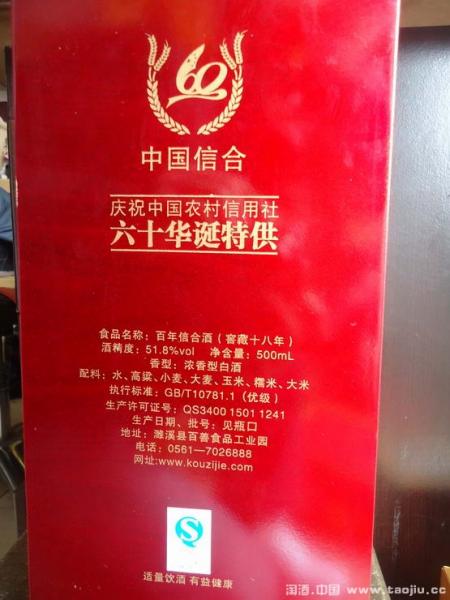 60
中国信合
庆祝中国农村信用社
六十华诞特供
食品名称：百年信合酒（窖藏十八年）
酒精度：51.8%vol 净含量：500mL
香型：浓香型白酒
配料：水、高粱、小麦、大麦、玉米、糯米、大米
执行标准：GB/T10781.1（优级）
生产许可证号：QS3400 1501 1241
生产日期、批号：见瓶口
地址：濉溪县百善食品工业园
电话：0561—7026888
网址:www.kouzijie.com
适量饮酒 有益健康
淘酒.中国 www.taojiu.cc